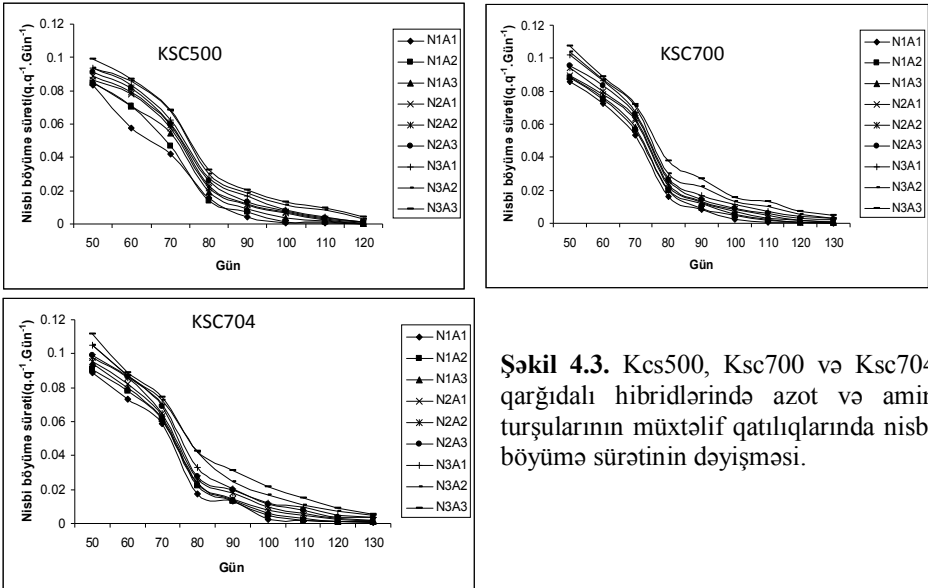 KSC500
Nisbi böyümə sürəti(q.q⁻¹.Gün⁻¹)
0.12
0.1
0.08
0.06
0.04
0.02
0
50 60 70 80 90 100 110 120
Gün
N1A1
N1A2
N1A3
N2A1
N2A2
N2A3
N3A1
N3A2
N3A3
KSC700
Nisbi böyümə sürəti(q.q⁻¹.Gün⁻¹)
0.12
0.1
0.08
0.06
0.04
0.02
0
50 60 70 80 90 100 110 120 130
Gün
N1A1
N1A2
N1A3
N2A1
N2A2
N2A3
N3A1
N3A2
N3A3
KSC704
Nisbi böyümə sürəti(q.q⁻¹.Gün⁻¹)
0.12
0.1
0.08
0.06
0.04
0.02
0
50 60 70 80 90 100 110 120 130
Gün
N1A1
N1A2
N1A3
N2A1
N2A2
N2A3
N3A1
N3A2
N3A3
Şəkil 4.3. Kcs500, Ksc700 və Ksc704
qarğıdalı hibridlərində azot və amin
turşularının müxtəlif qatılıqlarında nisbi
böyümə sürətinin dəyişməsi.